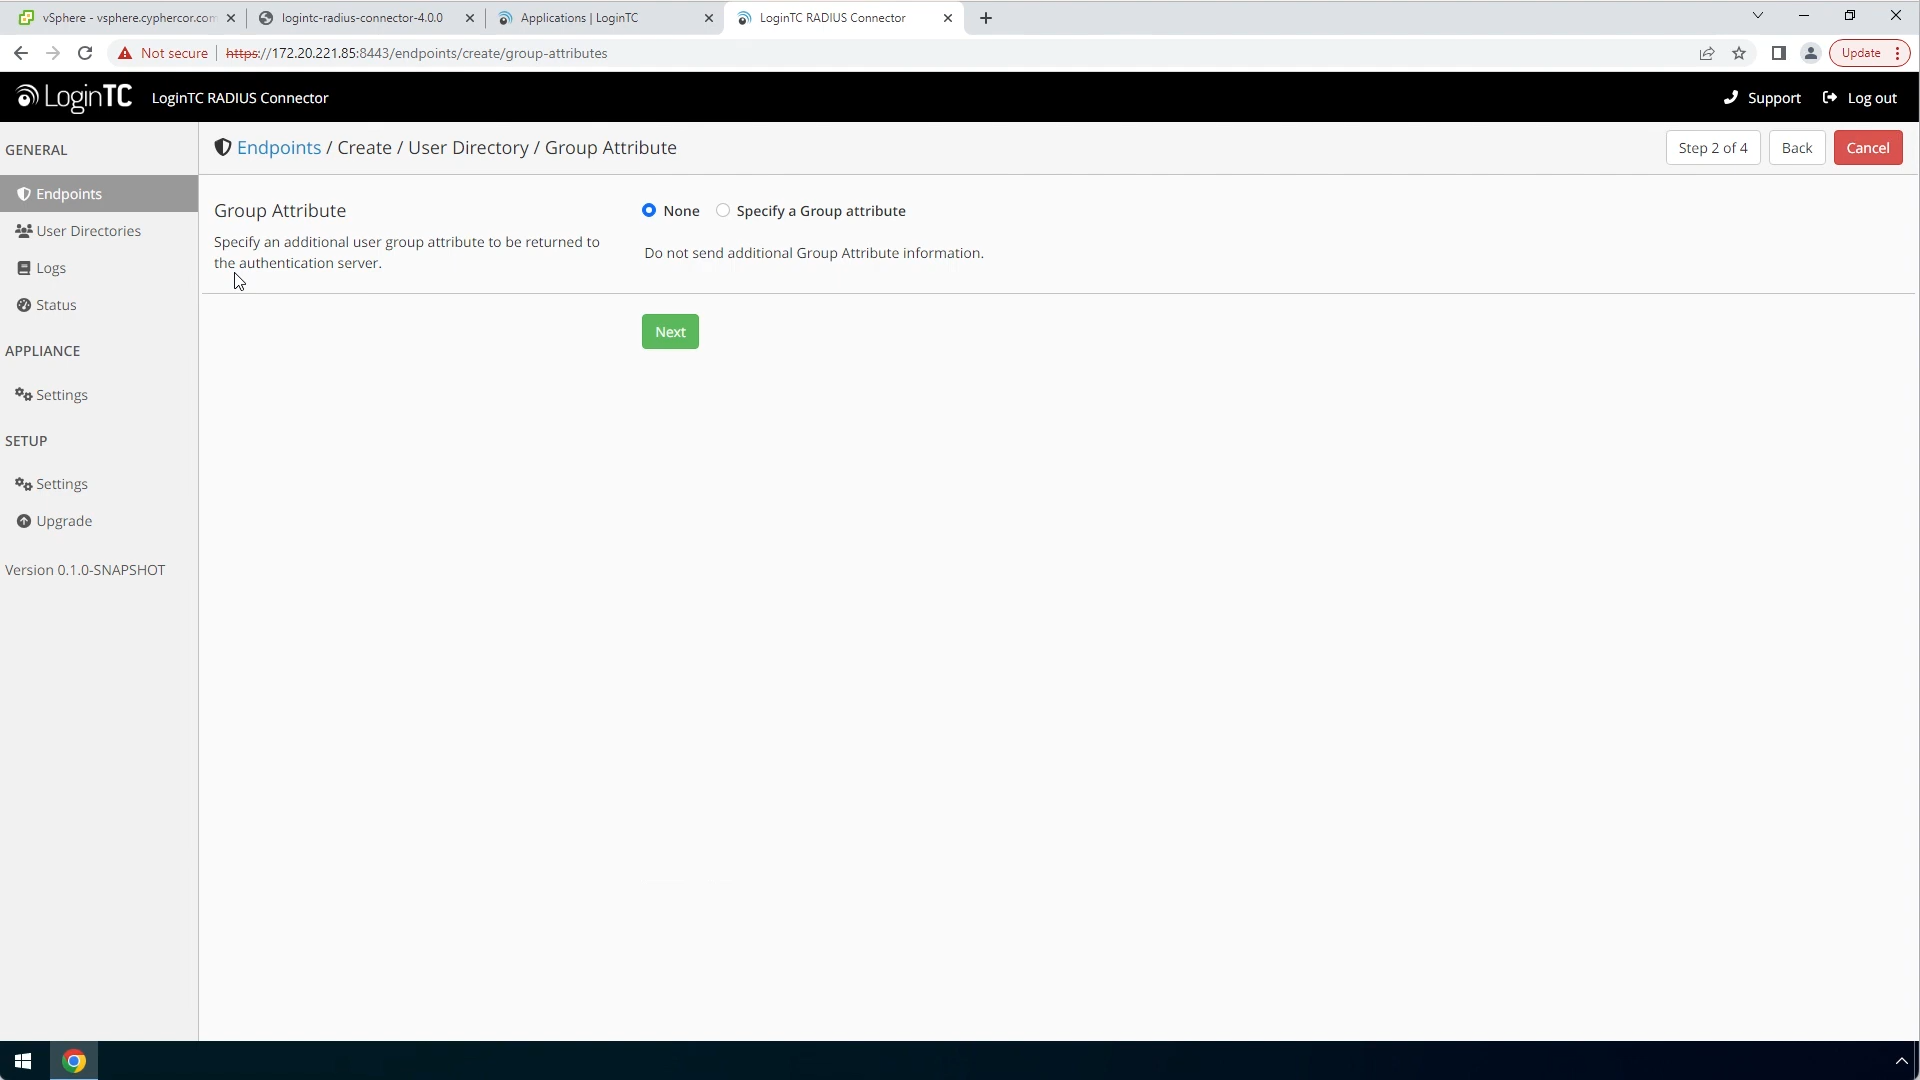 vSphere - vsphere.cyphercor.com
logintc-radius-connector-4.0.0
Applications | LoginTC
LoginTC RADIUS Connector
Not secure
https://172.20.221.85:8443/endpoints/create/group-attributes
Update
LoginTC
LoginTC RADIUS Connector
Support
Log out
GENERAL
Endpoints
User Directories
Logs
Status
APPLIANCE
Settings
SETUP
Settings
Upgrade
Version 0.1.0-SNAPSHOT
Endpoints / Create / User Directory / Group Attribute
Step 2 of 4
Back
Cancel
Group Attribute
Specify an additional user group attribute to be returned to
the authentication server.
None
Specify a Group attribute
Do not send additional Group Attribute information.
Next